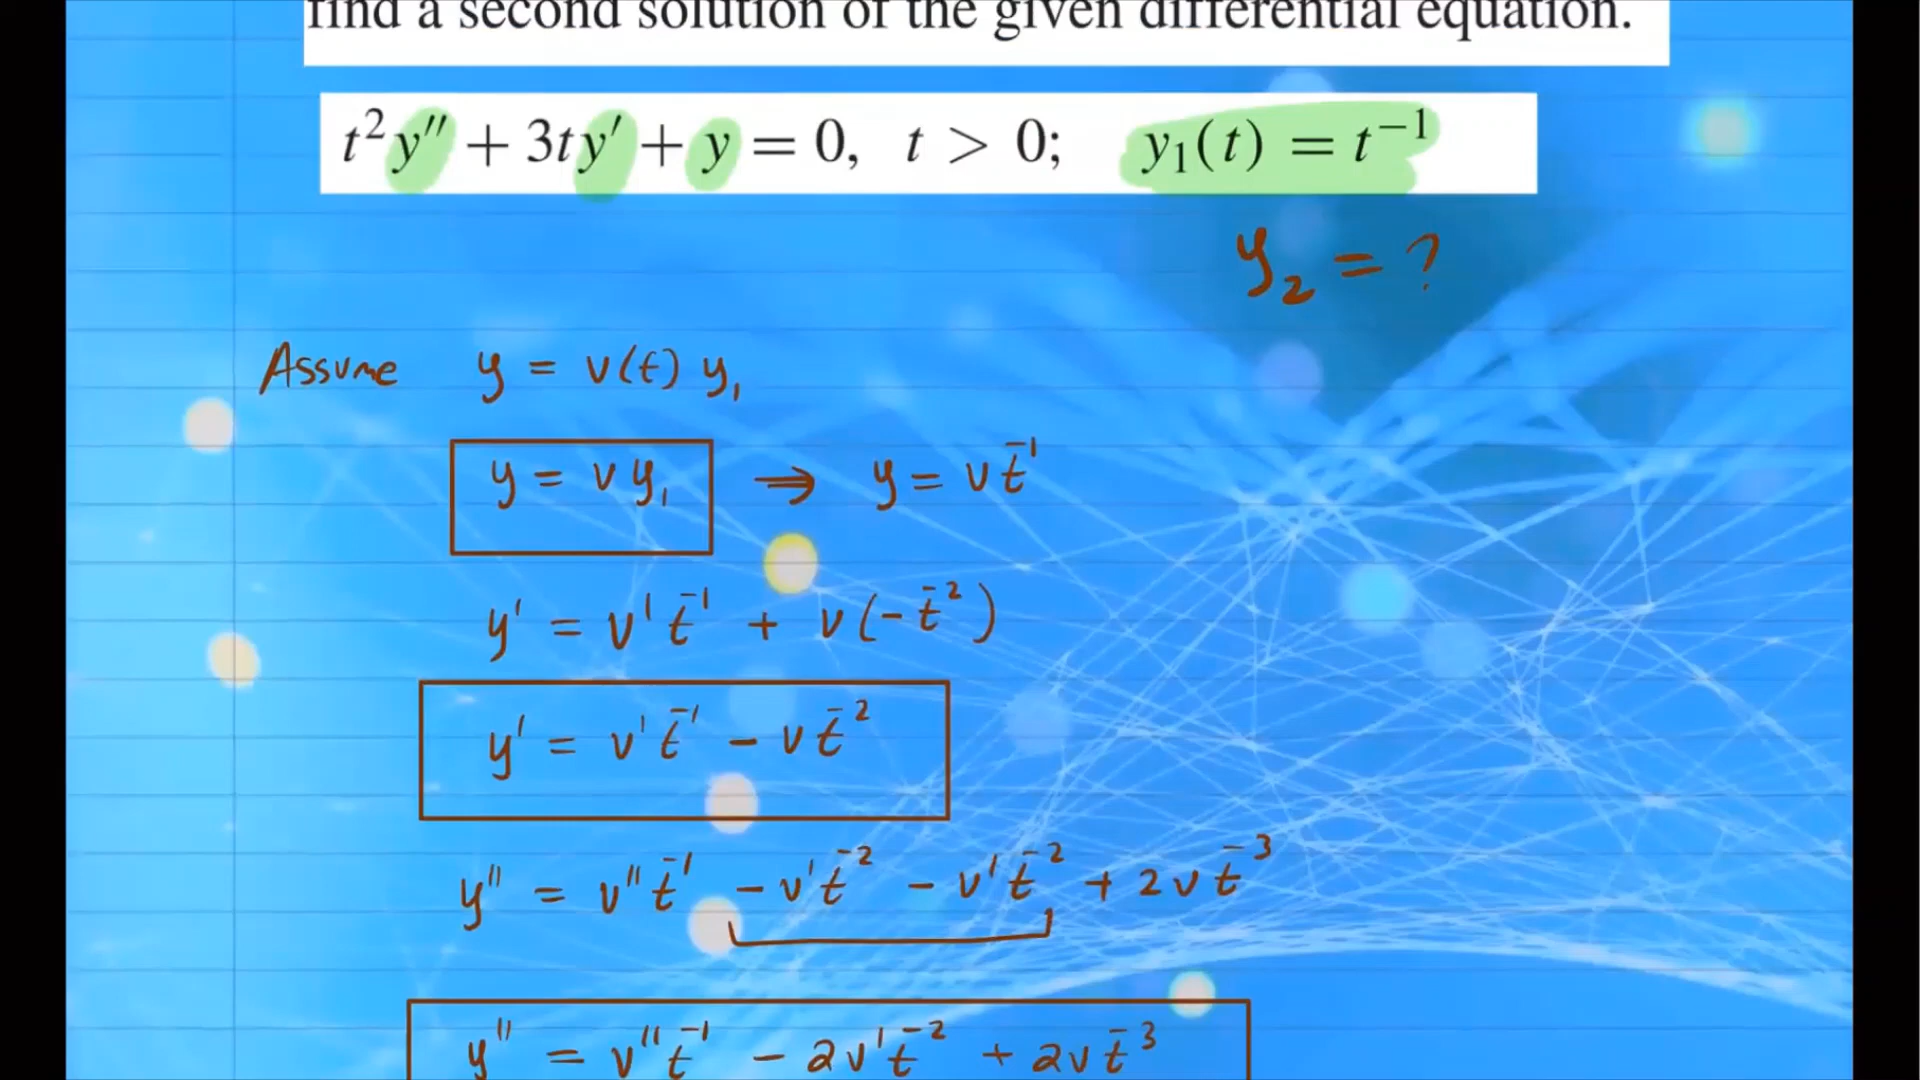 find a second solution of the given differential equation.
t²y″ + 3ty′ + y = 0, t > 0; y₁(t) = t⁻¹
y₂ = ?
Assume y = v(t) y₁
y = v y₁ ⇒ y = v t⁻¹
y' = v' t⁻¹ + v(-t⁻²)
y' = v' t⁻¹ - v t⁻²
y'' = v'' t⁻¹ - v' t⁻² - v' t⁻² + 2v t⁻³
y'' = v'' t⁻¹ - 2v' t⁻² + 2v t⁻³